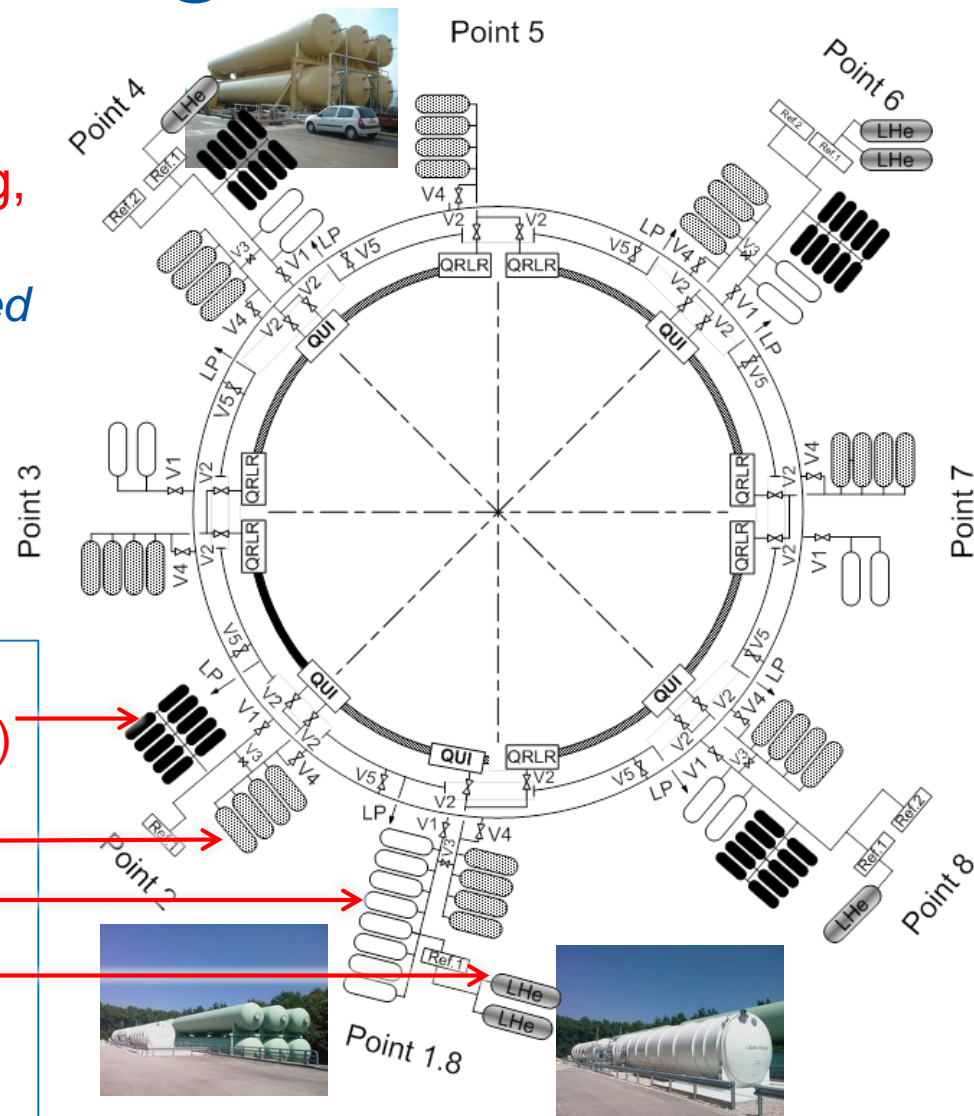 Point 5
Point 4
LHe
Point 6
Ref.2
Ref.1
LHe
LHe
g,
Ref.1
Ref.2
V4
V2
V2
V3
V1
LP
V5
V5
LP
V4
V3
V1
LP
ed
QRLR
QRLR
V4
V2
V2
V2
V2
LP
V5
QUI
QUI
V5
Point 3
V1
V2
QRLR
QRLR
V2
V4
Point 7
V4
V2
QRLR
QRLR
V2
V1
V5
LP
V1
V2
V2
QUI
QUI
V2
V2
V5
LP
V4
)
V3
V4
V5
QUI
QRLR
V2
V2
V5
LP
V1
V3
Ref.1
Point 2
LP
V1
V3
V4
Ref.2
Ref.1
LHe
Point 8
Ref.1
LHe
LHe
Point 1.8